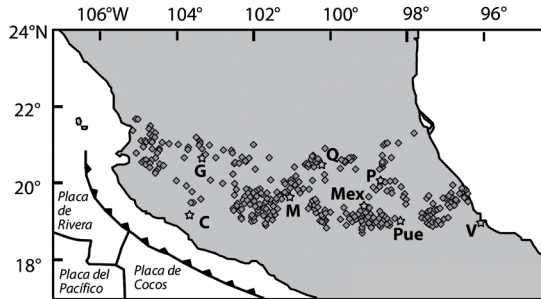 106°W 104° 102° 100° 98° 96°
24°N
22°
20°
18°
Q
G
P
Mex
M
C
Pue
V
Placa
de
Rivera
Placa del
Pacífico
Placa de
Cocos